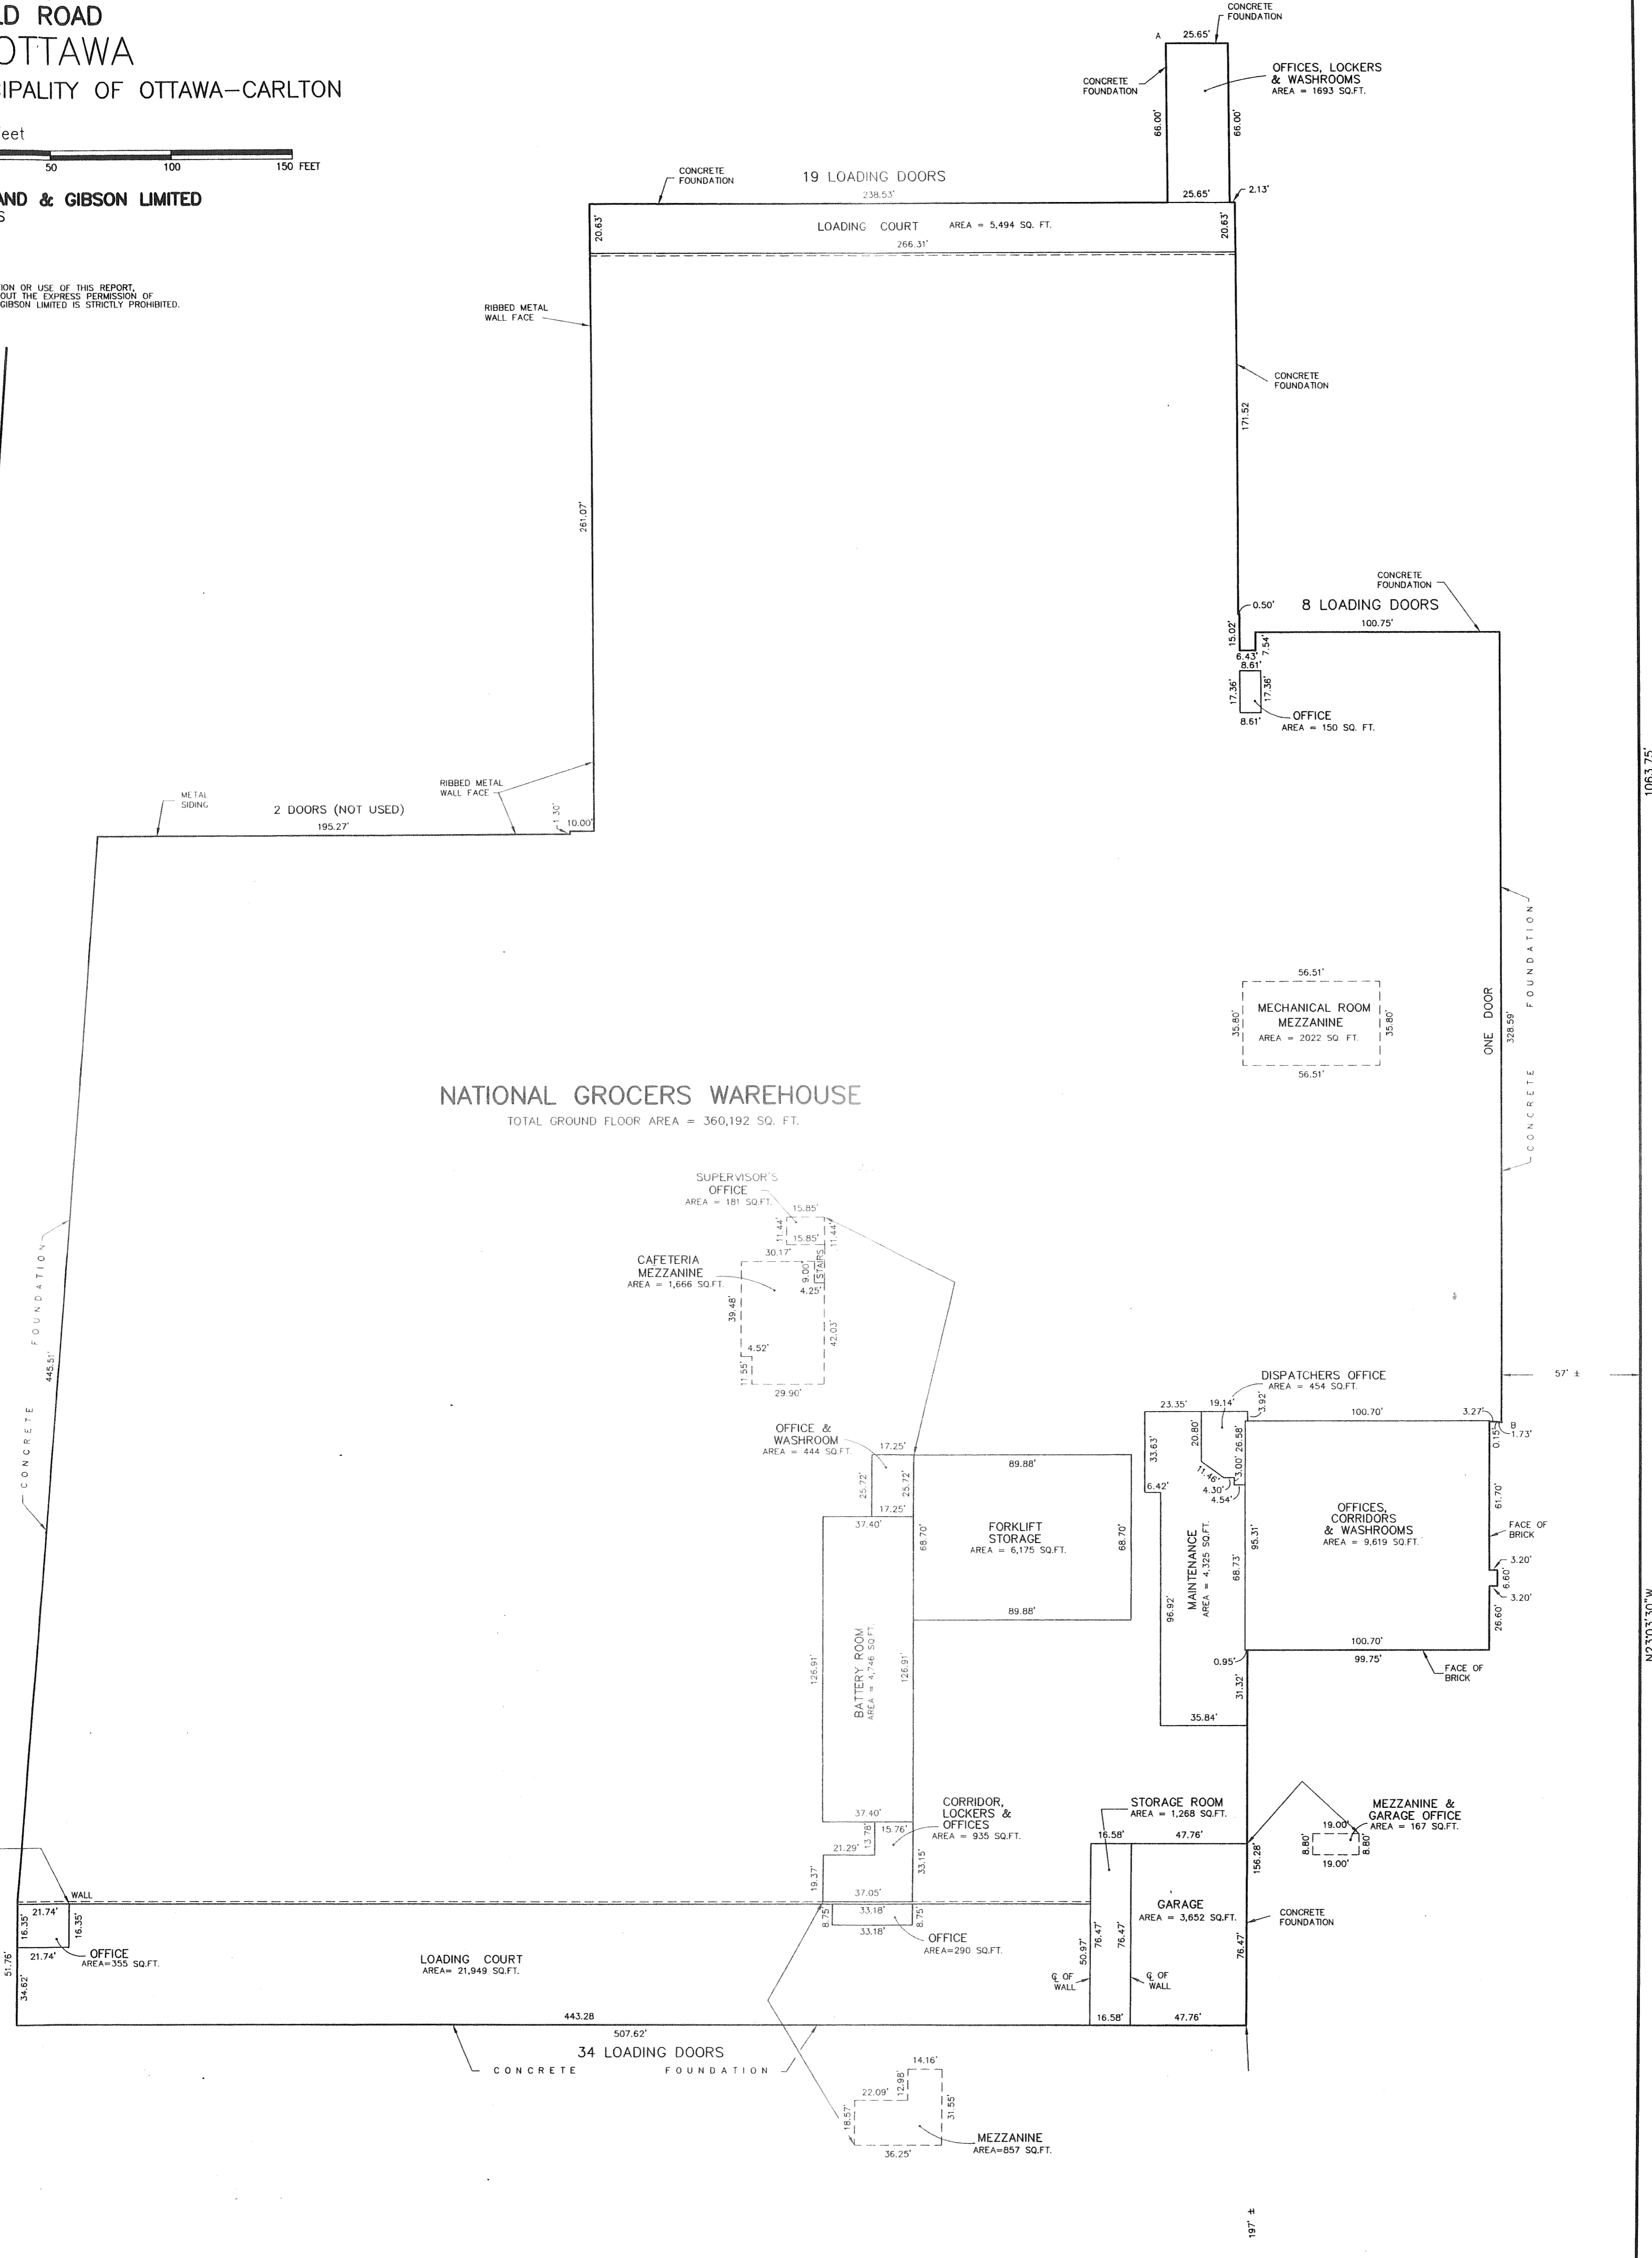 LD ROAD
OTTAWA
CIPALITY OF OTTAWA-CARLTON
eet
50 100 150 FEET
AND & GIBSON LIMITED
S
ION OR USE OF THIS REPORT,
OUT THE EXPRESS PERMISSION OF
GIBSON LIMITED IS STRICTLY PROHIBITED.
CONCRETE
FOUNDATION
A
25.65'
OFFICES, LOCKERS
& WASHROOMS
AREA = 1693 SQ.FT.
CONCRETE
FOUNDATION
66.00'
66.00'
CONCRETE
FOUNDATION
19 LOADING DOORS
238.53'
25.65'
2.13'
20.63'
LOADING COURT AREA = 5,494 SQ. FT.
266.31'
20.63'
RIBBED METAL
WALL FACE
CONCRETE
FOUNDATION
171.52
261.07'
CONCRETE
FOUNDATION
0.50'
8 LOADING DOORS
100.75'
15.02'
7.54'
6.43'
8.61'
17.36'
17.36'
OFFICE
AREA = 150 SQ. FT.
8.61'
1063.75'
RIBBED METAL
WALL FACE
METAL
SIDING
2 DOORS (NOT USED)
195.27'
1.30'
10.00'
CONCRETE FOUNDATION
56.51'
MECHANICAL ROOM
MEZZANINE
AREA = 2022 SQ. FT.
35.80'
35.80'
56.51'
ONE DOOR
328.59'
NATIONAL GROCERS WAREHOUSE
TOTAL GROUND FLOOR AREA = 360,192 SQ. FT.
SUPERVISOR'S
OFFICE
AREA = 181 SQ.FT.
15.85'
11.44'
11.44'
15.85'
30.17'
STAIRS
9.00'
4.25'
CAFETERIA
MEZZANINE
AREA = 1,666 SQ.FT.
39.48'
42.03'
4.52'
11.55'
29.90'
CONCRETE FOUNDATION
445.51'
57' ±
DISPATCHERS OFFICE
AREA = 454 SQ.FT.
23.35'
19.14'
3.92'
100.70'
3.27'
B
0.15'
1.73'
33.63'
20.80'
26.58'
11.46'
3.00'
4.30'
4.54'
6.42'
OFFICE &
WASHROOM
AREA = 444 SQ.FT.
17.25'
25.72'
25.72'
17.25'
37.40'
89.88'
FORKLIFT
STORAGE
AREA = 6,175 SQ.FT.
68.70'
68.70'
89.88'
MAINTENANCE
AREA = 4,325 SQ.FT.
96.92'
68.73'
95.31'
OFFICES,
CORRIDORS
& WASHROOMS
AREA = 9,619 SQ.FT.
61.70'
FACE OF
BRICK
3.20'
6.60'
3.20'
26.60'
100.70'
99.75'
FACE OF
BRICK
0.95'
31.32'
35.84'
N23°03'30"W
BATTERY ROOM
AREA = 4,746 SQ.FT.
126.91'
126.91'
37.40'
15.76'
13.78'
21.29'
19.37'
33.15'
37.05'
CORRIDOR,
LOCKERS &
OFFICES
AREA = 935 SQ.FT.
STORAGE ROOM
AREA = 1,268 SQ.FT.
16.58'
47.76'
MEZZANINE &
GARAGE OFFICE
AREA = 167 SQ.FT.
19.00'
8.80'
8.80'
19.00'
156.28'
GARAGE
AREA = 3,652 SQ.FT.
CONCRETE
FOUNDATION
76.47'
76.47'
76.47'
50.97'
℄ OF
WALL
℄ OF
WALL
WALL
21.74'
16.35'
16.35'
21.74'
OFFICE
AREA=355 SQ.FT.
51.76'
34.62'
33.18'
8.75'
8.75'
33.18'
OFFICE
AREA=290 SQ.FT.
LOADING COURT
AREA= 21,949 SQ.FT.
443.28
16.58'
47.76'
507.62'
34 LOADING DOORS
CONCRETE FOUNDATION
14.16'
12.98'
22.09'
18.57'
31.55'
36.25'
MEZZANINE
AREA=857 SQ.FT.
197' ±